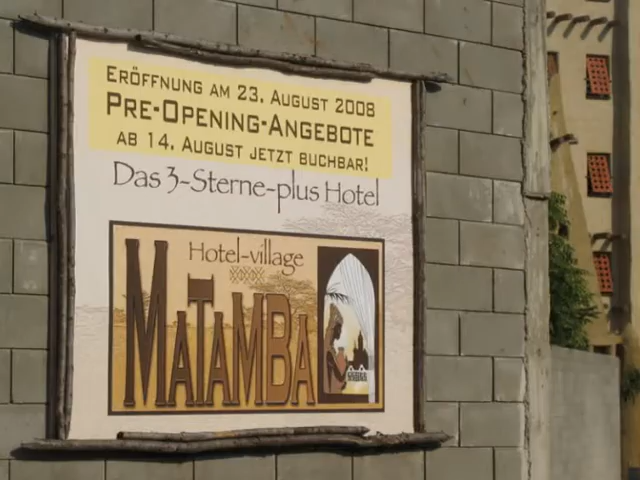 Eröffnung am 23. August 2008
Pre-Opening-Angebote
ab 14. August jetzt buchbar!
Das 3-Sterne-plus Hotel
Hotel-village
MATAMBA